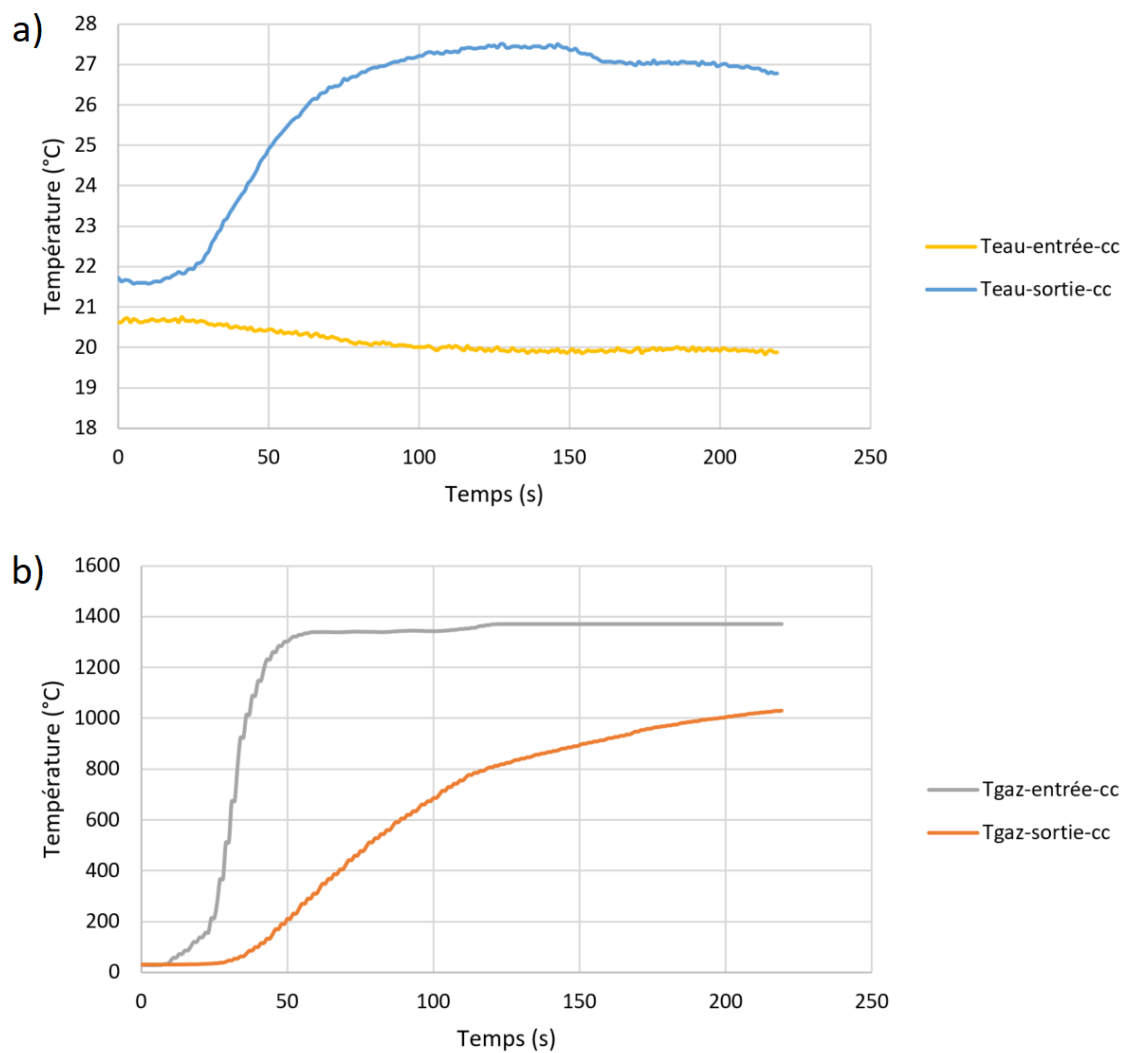 a)
28
27
26
25
24
23
22
21
20
19
18
Température (°C)
0 50 100 150 200 250
Temps (s)
Teau-entrée-cc
Teau-sortie-cc
b)
1600
1400
1200
1000
800
600
400
200
0
Température (°C)
0 50 100 150 200 250
Temps (s)
Tgaz-entrée-cc
Tgaz-sortie-cc